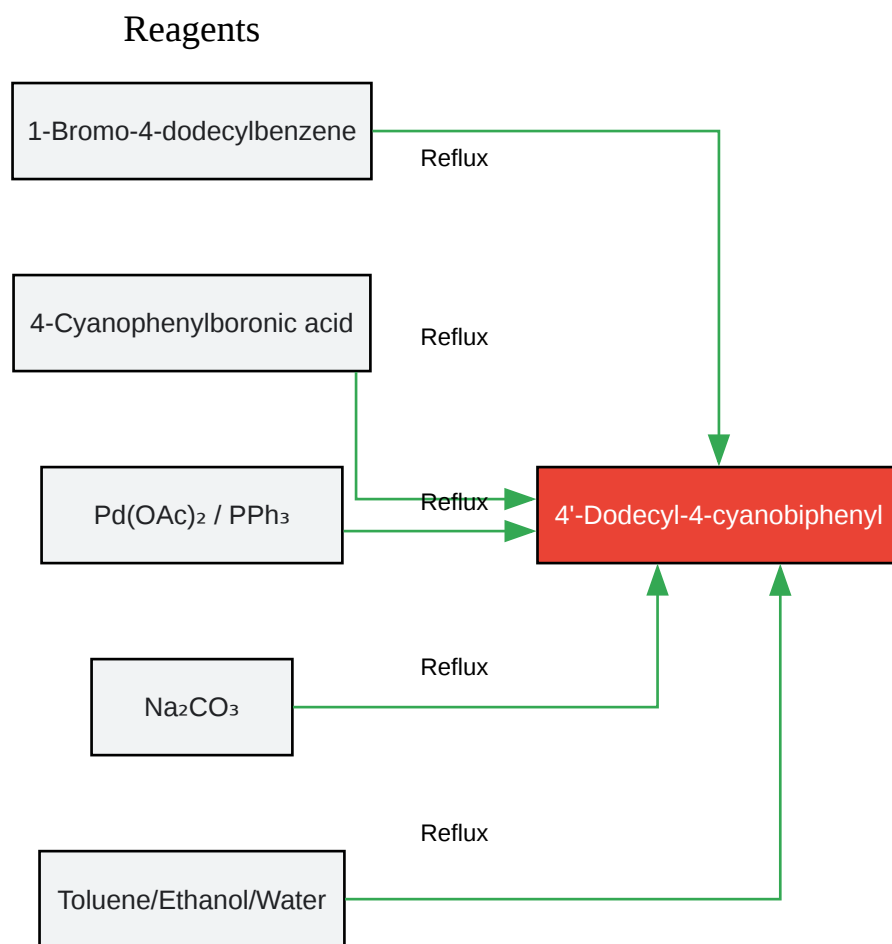 Reagents
1-Bromo-4-dodecylbenzene
Reflux
4-Cyanophenylboronic acid
Reflux
Pd(OAc)₂ / PPh₃
Reflux
4'-Dodecyl-4-cyanobiphenyl
Na₂CO₃
Reflux
Reflux
Toluene/Ethanol/Water